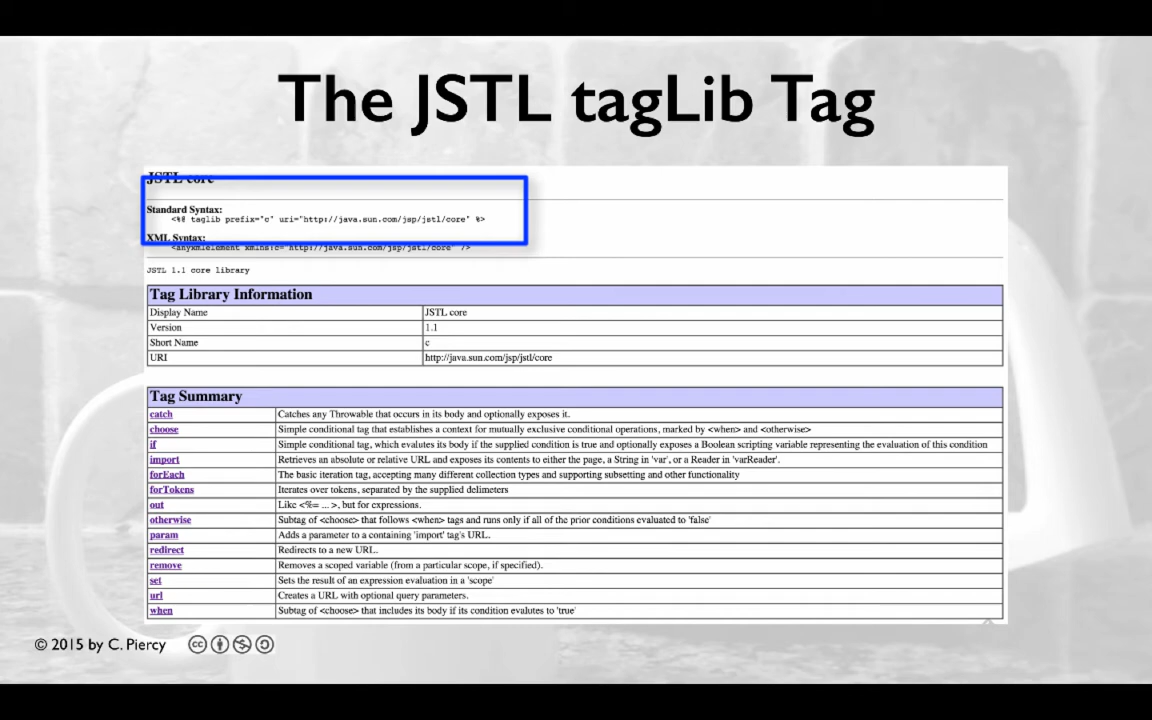 The JSTL tagLib Tag
JSTL core
Standard Syntax:
<%@ taglib prefix="c" uri="http://java.sun.com/jsp/jstl/core" %>
XML Syntax:
<anyxmlelement xmlns:c="http://java.sun.com/jsp/jstl/core" />
JSTL 1.1 core library
Tag Library Information
Display Name JSTL core
Version 1.1
Short Name c
URI http://java.sun.com/jsp/jstl/core
Tag Summary
catch Catches any Throwable that occurs in its body and optionally exposes it.
choose Simple conditional tag that establishes a context for mutually exclusive conditional operations, marked by <when> and <otherwise>
if Simple conditional tag, which evalutes its body if the supplied condition is true and optionally exposes a Boolean scripting variable representing the evaluation of this condition
import Retrieves an absolute or relative URL and exposes its contents to either the page, a String in 'var', or a Reader in 'varReader'.
forEach The basic iteration tag, accepting many different collection types and supporting subsetting and other functionality
forTokens Iterates over tokens, separated by the supplied delimeters
out Like <%= ... >, but for expressions.
otherwise Subtag of <choose> that follows <when> tags and runs only if all of the prior conditions evaluated to 'false'
param Adds a parameter to a containing 'import' tag's URL.
redirect Redirects to a new URL.
remove Removes a scoped variable (from a particular scope, if specified).
set Sets the result of an expression evaluation in a 'scope'
url Creates a URL with optional query parameters.
when Subtag of <choose> that includes its body if its condition evalutes to 'true'
© 2015 by C. Piercy cc